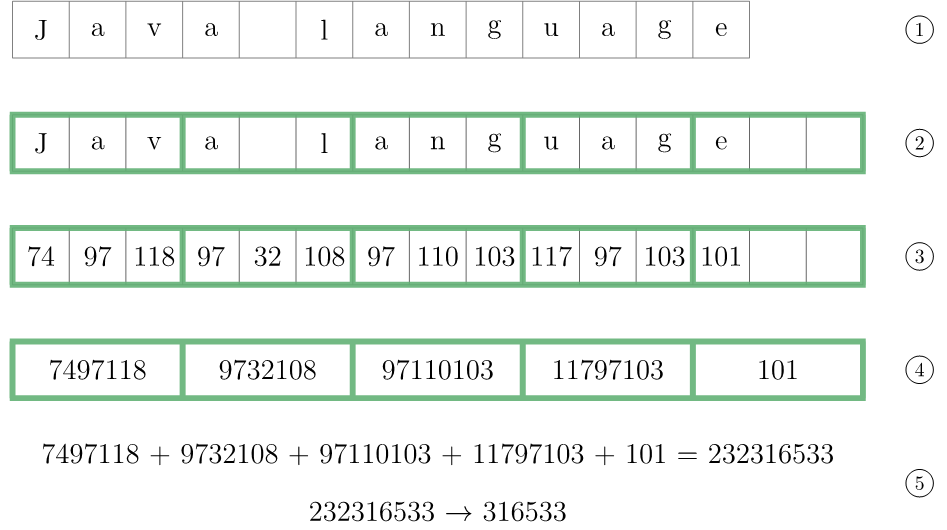 J a v a l a n g u a g e ①
J a v a l a n g u a g e ②
74 97 118 97 32 108 97 110 103 117 97 103 101 ③
7497118 9732108 97110103 11797103 101 ④
7497118 + 9732108 + 97110103 + 11797103 + 101 = 232316533
⑤
232316533 → 316533